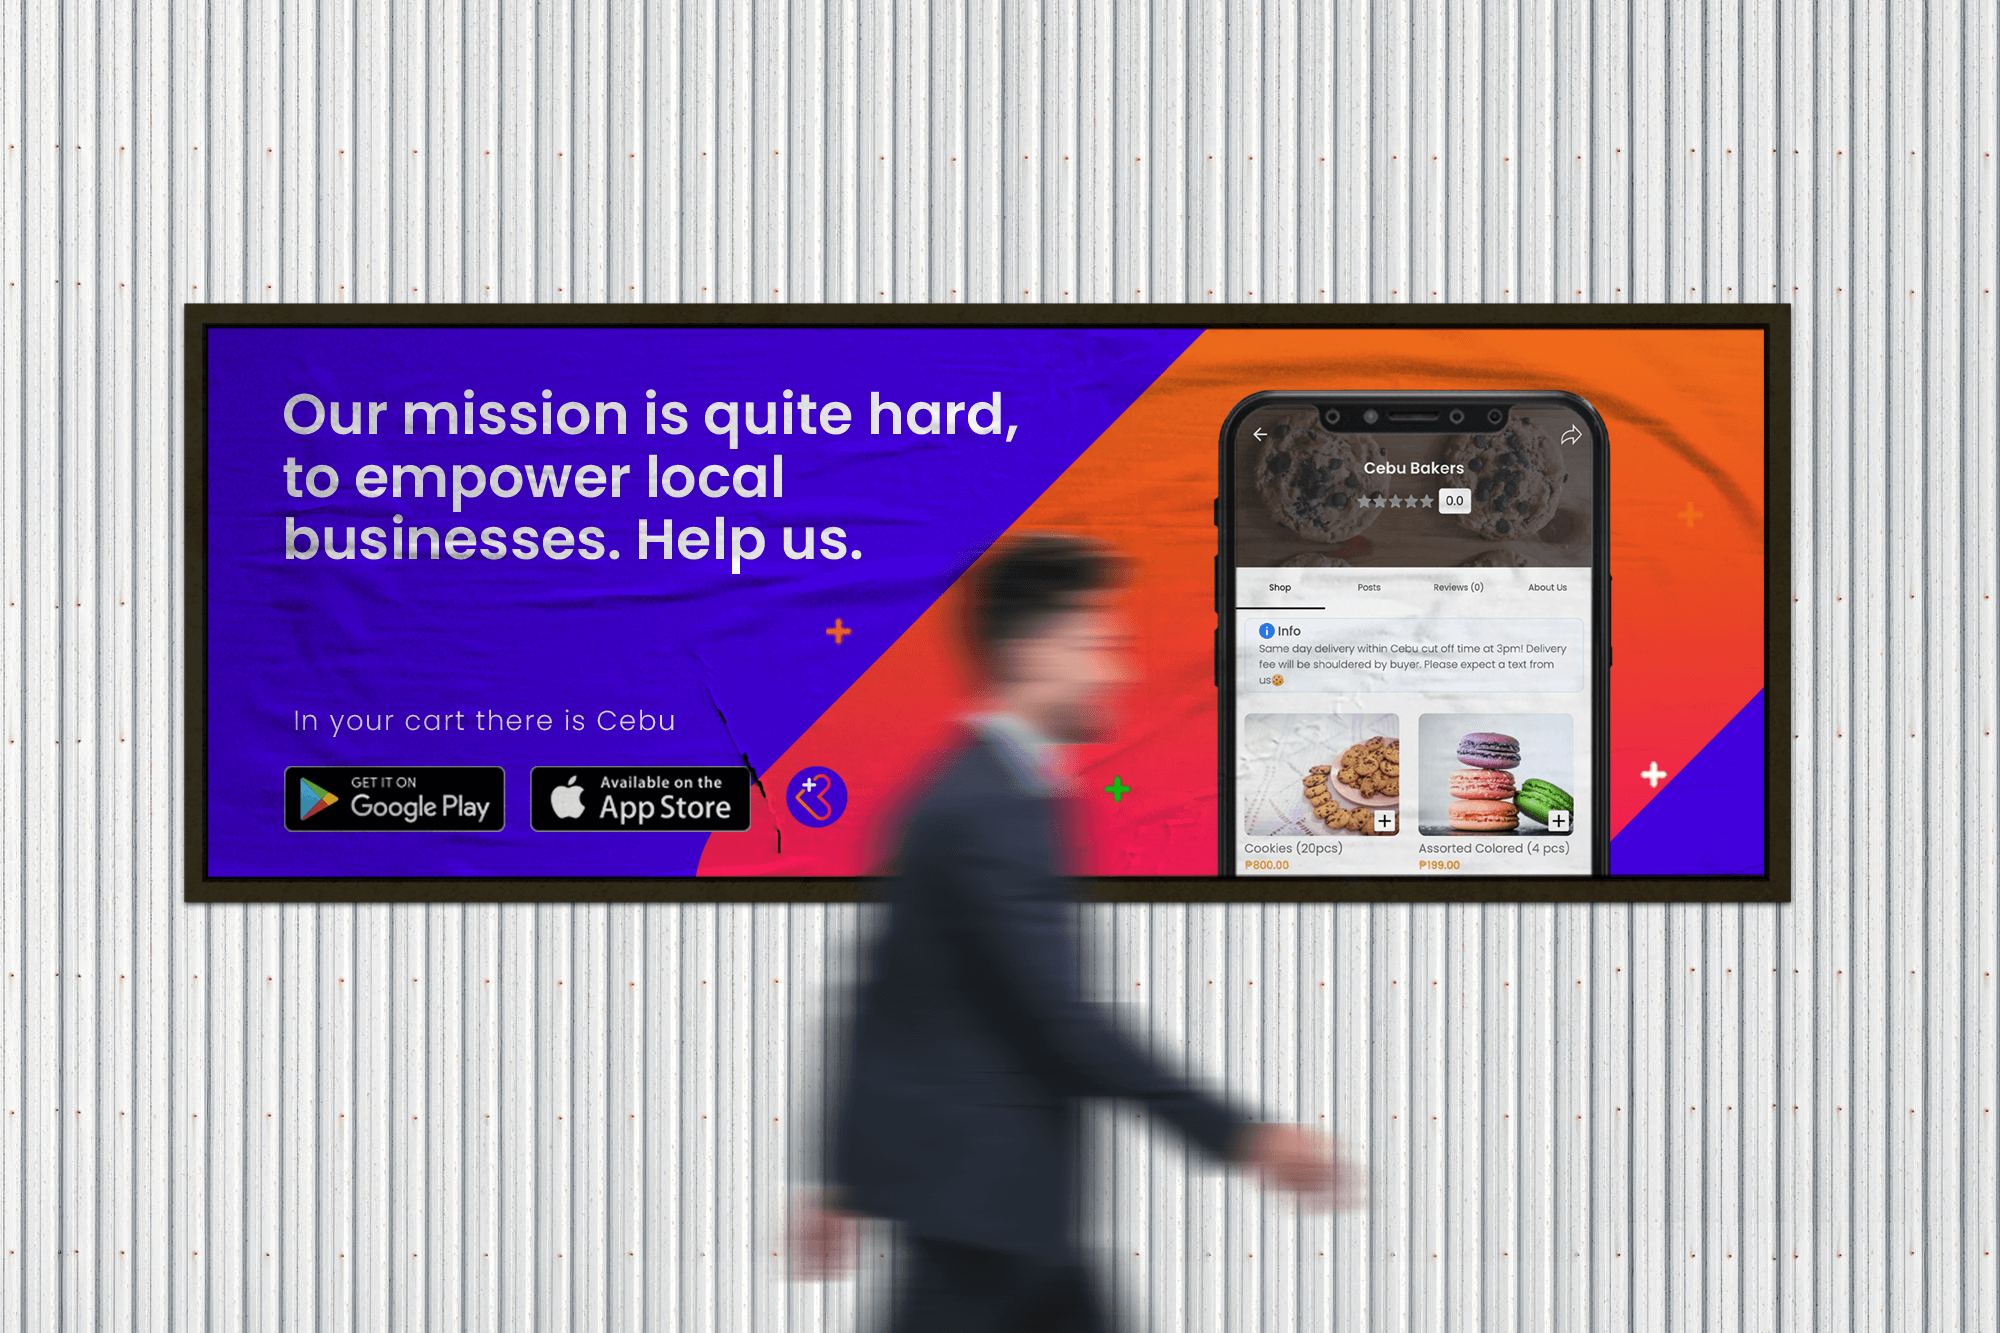 Our mission is quite hard,
to empower local
businesses. Help us.
In your cart there is Cebu
GET IT ON
Google Play
Available on the
App Store
Cebu Bakers
0.0
Shop Posts Reviews (0) About Us
Info
Same day delivery within Cebu cut off time at 3pm! Delivery
fee will be shouldered by buyer. Please expect a text from
us🍪
Cookies (20pcs)
₱800.00
Assorted Colored (4 pcs)
₱199.00